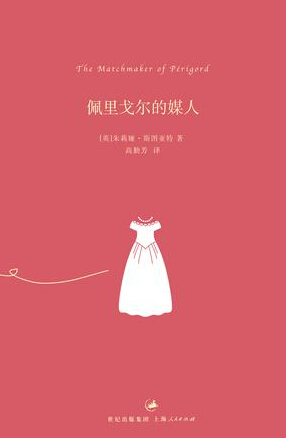 The Matchmaker of Périgord
佩里戈尔的媒人
[英]朱莉娅·斯图亚特 著
高勤芳 译
世纪出版集团 上海人民出版社